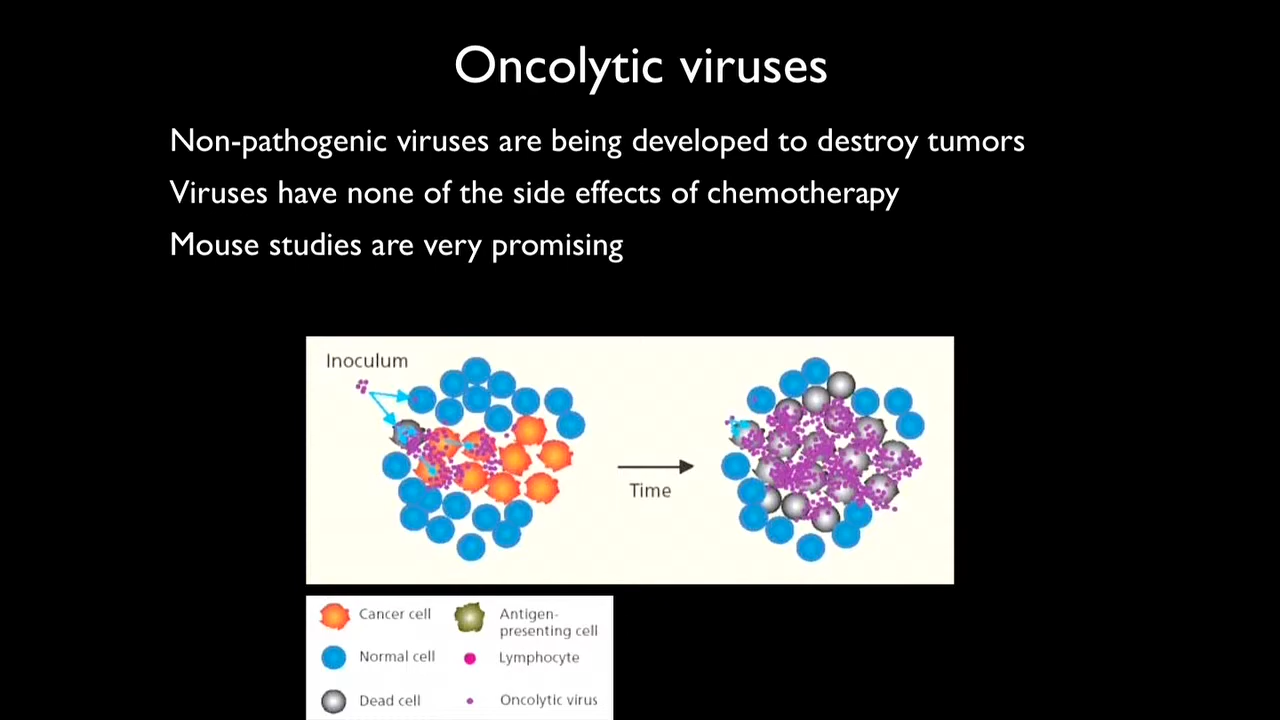 Oncolytic viruses
Non-pathogenic viruses are being developed to destroy tumors
Viruses have none of the side effects of chemotherapy
Mouse studies are very promising
Inoculum
Time
Cancer cell
Antigen-
presenting cell
Normal cell
Lymphocyte
Dead cell
Oncolytic virus